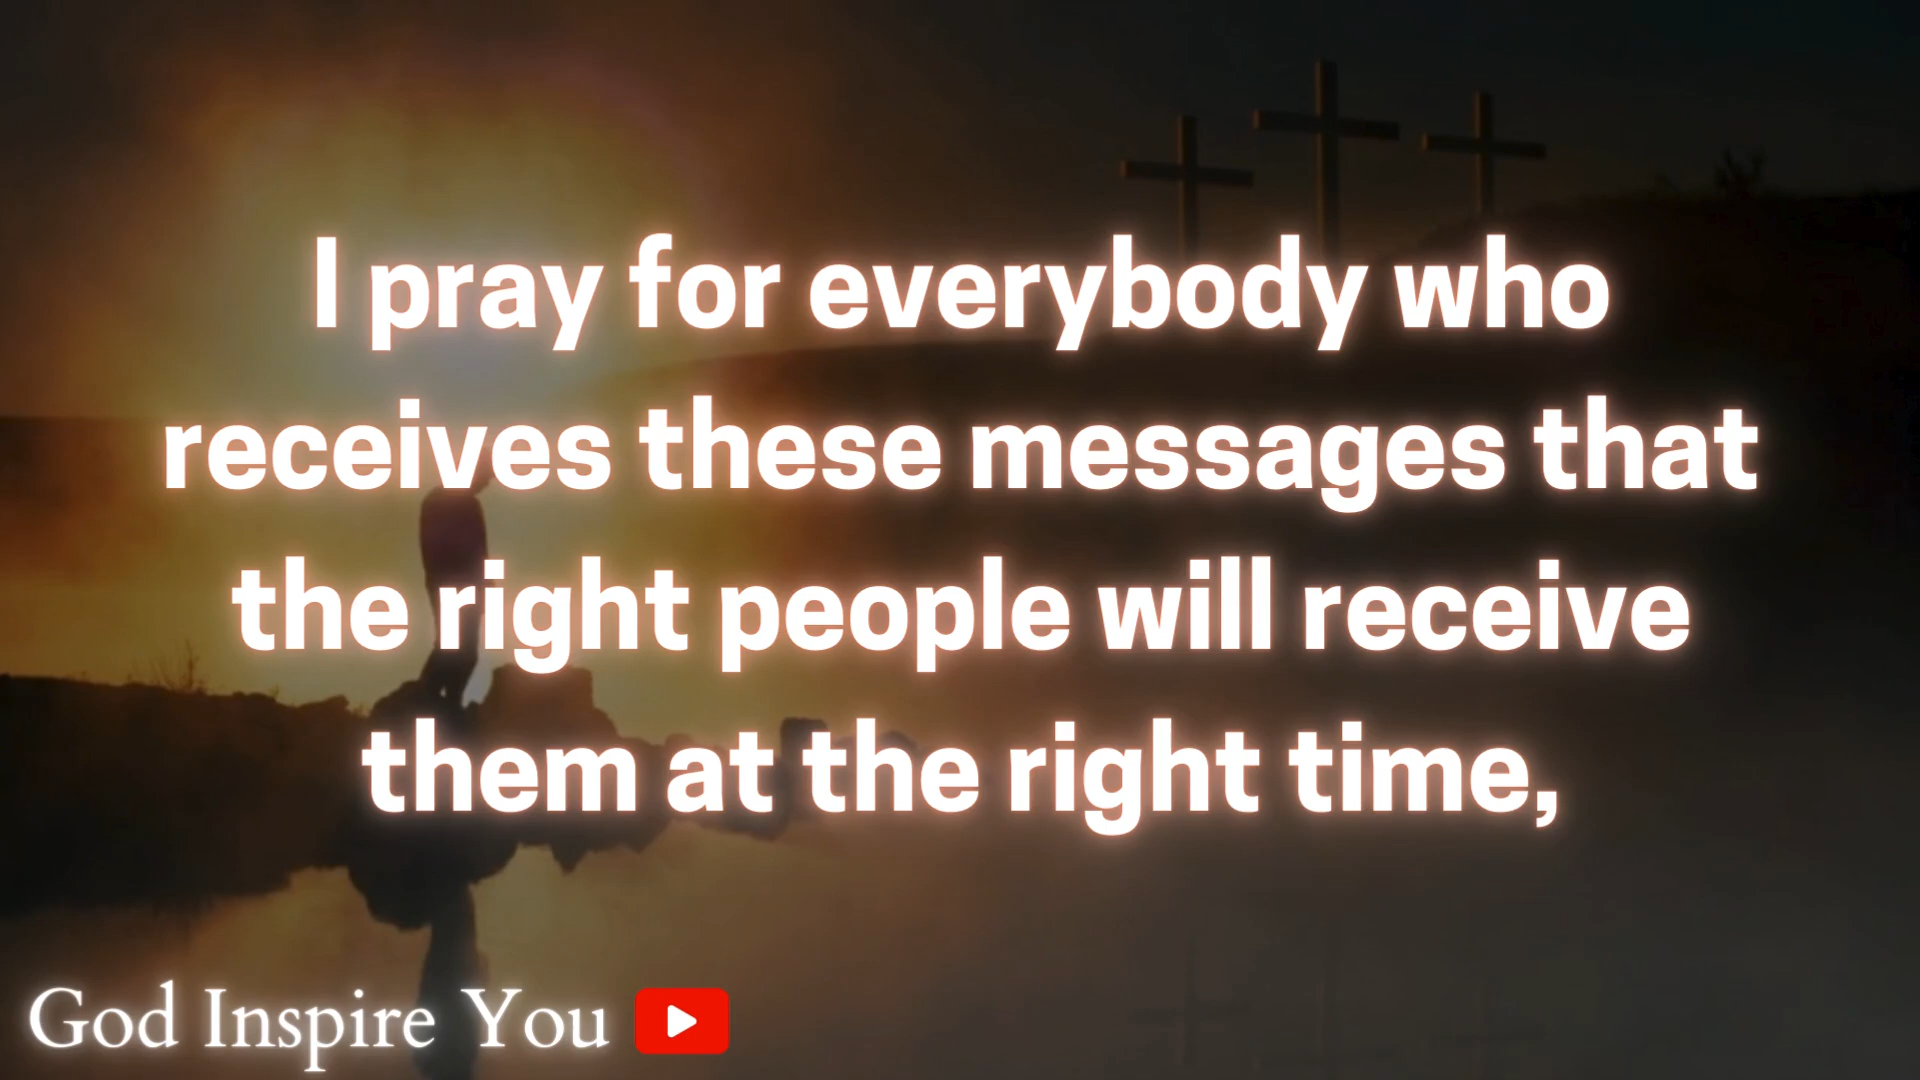 I pray for everybody who
receives these messages that
the right people will receive
them at the right time,
God Inspire You